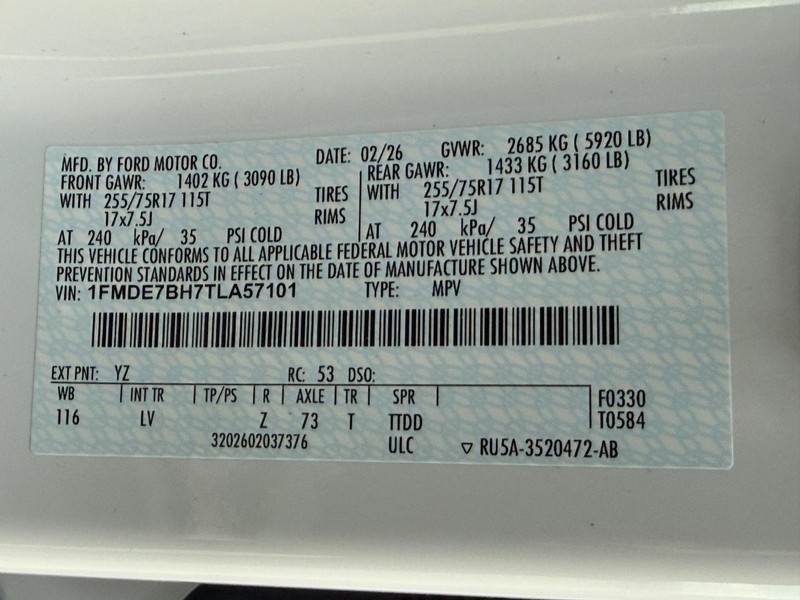 MFD. BY FORD MOTOR CO. DATE: 02/26 GVWR: 2685 KG ( 5920 LB)
FRONT GAWR: 1402 KG ( 3090 LB) REAR GAWR: 1433 KG ( 3160 LB)
WITH 255/75R17 115T TIRES WITH 255/75R17 115T TIRES
17x7.5J RIMS 17x7.5J RIMS
AT 240 kPa/ 35 PSI COLD AT 240 kPa/ 35 PSI COLD
THIS VEHICLE CONFORMS TO ALL APPLICABLE FEDERAL MOTOR VEHICLE SAFETY AND THEFT
PREVENTION STANDARDS IN EFFECT ON THE DATE OF MANUFACTURE SHOWN ABOVE.
VIN: 1FMDE7BH7TLA57101 TYPE: MPV
EXT PNT: YZ RC: 53 DSO:
WB INT TR TP/PS R AXLE TR SPR F0330
116 LV Z 73 T TTDD T0584
3202602037376 ULC ▽ RU5A-3520472-AB